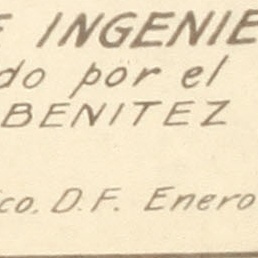 E INGENIE
do por el
BENITEZ
co. D.F. Enero